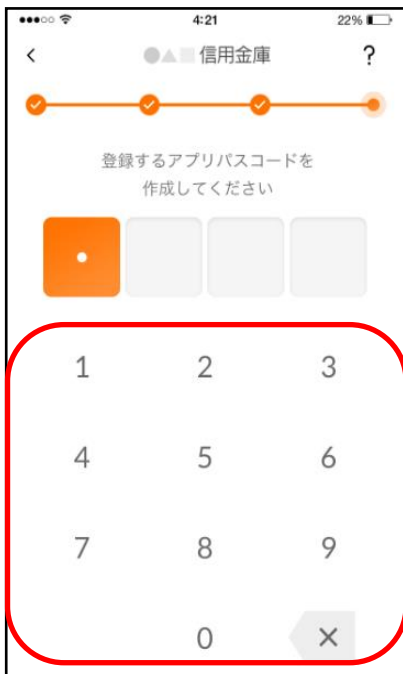 4:21
22%
●▲■ 信用金庫
?
登録するアプリパスコードを
作成してください
1 2 3
4 5 6
7 8 9
0